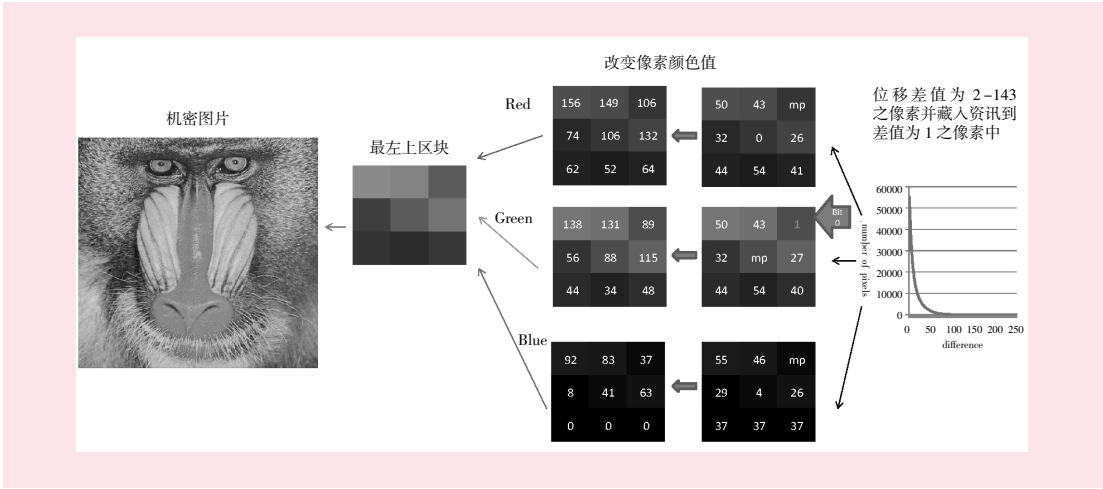 改变像素颜色值
机密图片
最左上区块
Red
156 149 106
74 106 132
62 52 64
50 43 mp
32 0 26
44 54 41
Green
138 131 89
56 88 115
44 34 48
50 43 1
32 mp 27
44 54 40
Bit
0
Blue
92 83 37
8 41 63
0 0 0
55 46 mp
29 4 26
37 37 37
位移差值为 2-143
之像素并藏入资讯到
差值为 1 之像素中
number of pixels
60000
50000
40000
30000
20000
10000
0
0 50 100 150 200 250
difference